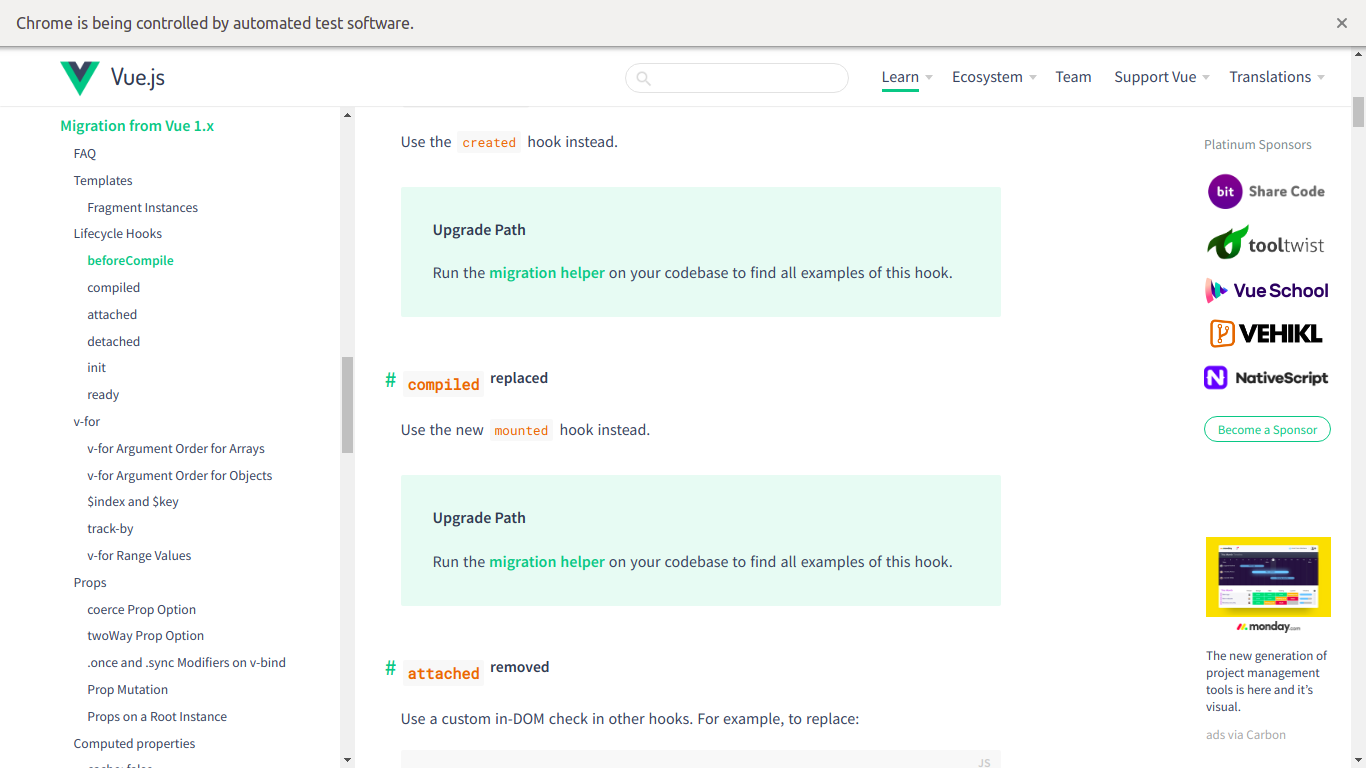 Chrome is being controlled by automated test software.
Vue.js
Learn
Ecosystem
Team
Support Vue
Translations
Migration from Vue 1.x
FAQ
Templates
Fragment Instances
Lifecycle Hooks
beforeCompile
compiled
attached
detached
init
ready
v-for
v-for Argument Order for Arrays
v-for Argument Order for Objects
$index and $key
track-by
v-for Range Values
Props
coerce Prop Option
twoWay Prop Option
.once and .sync Modifiers on v-bind
Prop Mutation
Props on a Root Instance
Computed properties
Use the created hook instead.
Upgrade Path
Run the migration helper on your codebase to find all examples of this hook.
# compiled replaced
Use the new mounted hook instead.
Upgrade Path
Run the migration helper on your codebase to find all examples of this hook.
# attached removed
Use a custom in-DOM check in other hooks. For example, to replace:
JS
Platinum Sponsors
bit Share Code
tooltwist
Vue School
VEHIKL
NativeScript
Become a Sponsor
monday.com
The new generation of
project management
tools is here and it's
visual.
ads via Carbon